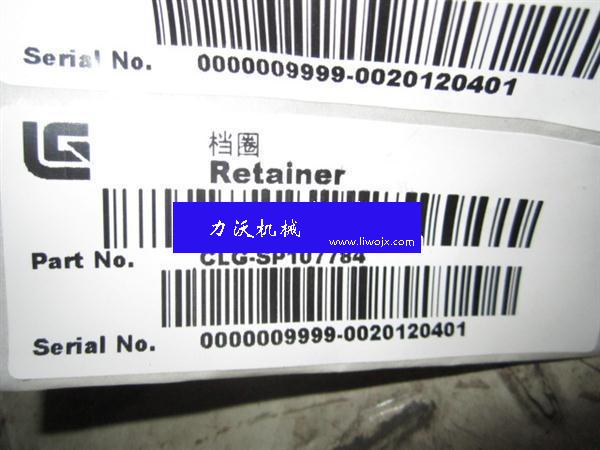 Serial No. 0000009999-0020120401
LG
档圈
Retainer
力沃机械
www.liwojx.com
Part No. CLG-SP107784
Serial No. 0000009999-0020120401